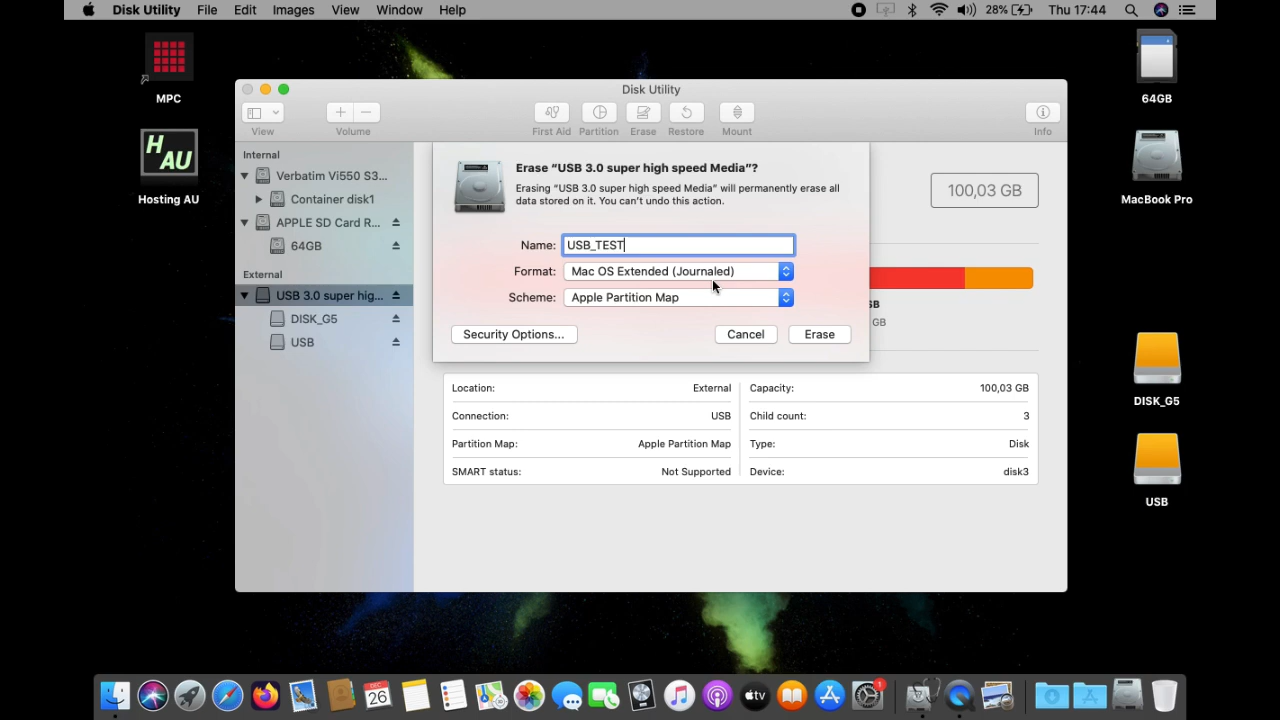 Disk Utility File Edit Images View Window Help 28% Thu 17:44
MPC
H AU
Hosting AU
64GB
MacBook Pro
DISK_G5
USB
Disk Utility
View Volume First Aid Partition Erase Restore Mount Info
Internal
Verbatim Vi550 S3...
Container disk1
APPLE SD Card R...
64GB
External
USB 3.0 super hig...
DISK_G5
USB
Erase “USB 3.0 super high speed Media”?
Erasing “USB 3.0 super high speed Media” will permanently erase all
data stored on it. You can’t undo this action.
Name: USB_TEST
Format: Mac OS Extended (Journaled)
Scheme: Apple Partition Map
Security Options... Cancel Erase
100,03 GB
GB
Location: External
Connection: USB
Partition Map: Apple Partition Map
SMART status: Not Supported
Capacity: 100,03 GB
Child count: 3
Type: Disk
Device: disk3
DEC
26
tv
1